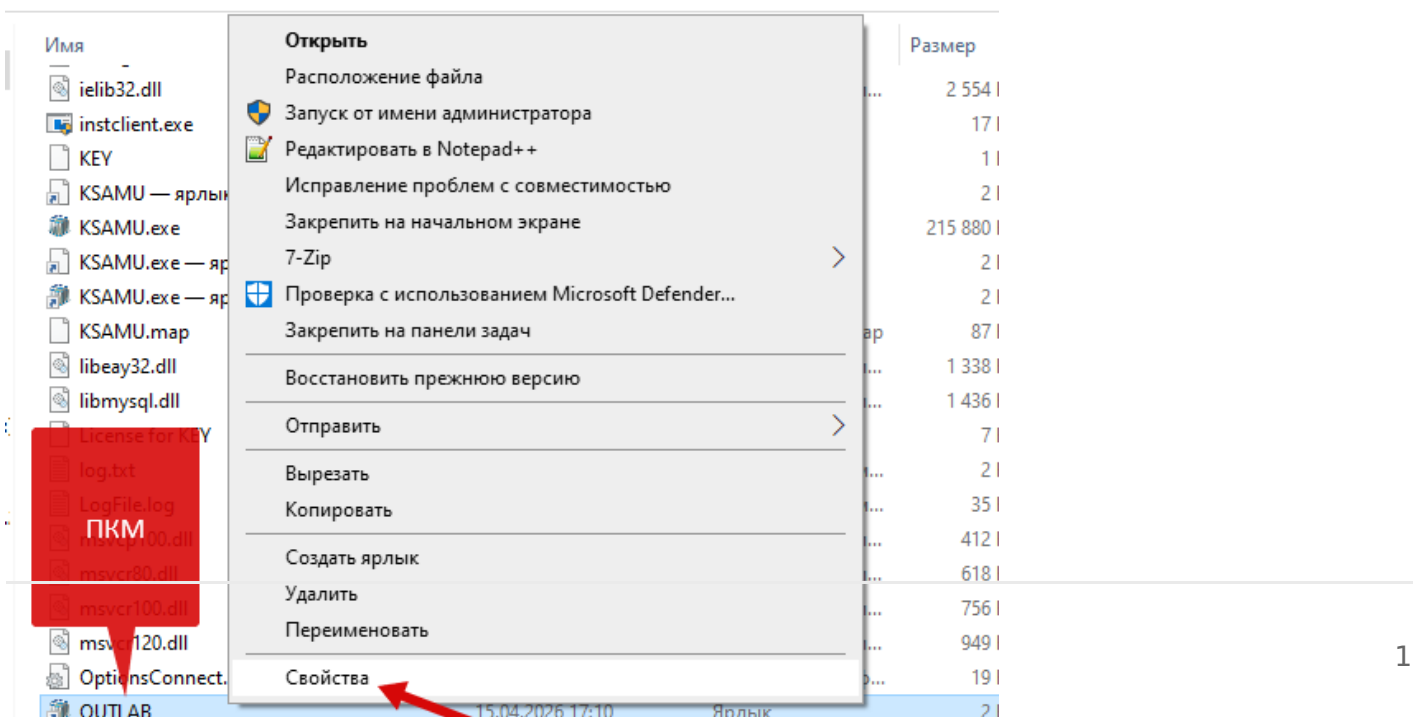 Имя
Размер
ielib32.dll
2 554
instclient.exe
17
KEY
1
KSAMU — ярлык
2
KSAMU.exe
215 880
KSAMU.exe — яр
2
KSAMU.exe — яр
2
KSAMU.map
ap
87
libeay32.dll
1 338
libmysql.dll
1 436
License for KEY
7
log.txt
2
LogFile.log
35
msvcp100.dll
412
msvcr80.dll
618
msvcr100.dll
756
msvcr120.dll
949
OptionsConnect.
19
OUTLAB
15.04.2026 17:10
Ярлык
2
ПКМ
Открыть
Расположение файла
Запуск от имени администратора
Редактировать в Notepad++
Исправление проблем с совместимостью
Закрепить на начальном экране
7-Zip
Проверка с использованием Microsoft Defender...
Закрепить на панели задач
Восстановить прежнюю версию
Отправить
Вырезать
Копировать
Создать ярлык
Удалить
Переименовать
Свойства
1